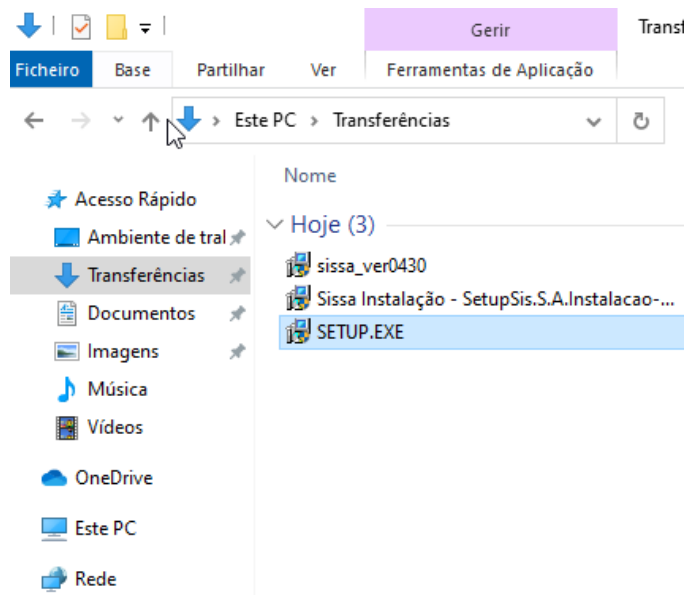 Gerir
Transf
Ficheiro Base Partilhar Ver Ferramentas de Aplicação
Este PC > Transferências
Nome
Acesso Rápido
Ambiente de tral
Transferências
Documentos
Imagens
Música
Vídeos
OneDrive
Este PC
Rede
Hoje (3)
sissa_ver0430
Sissa Instalação - SetupSis.S.A.Instalacao-...
SETUP.EXE